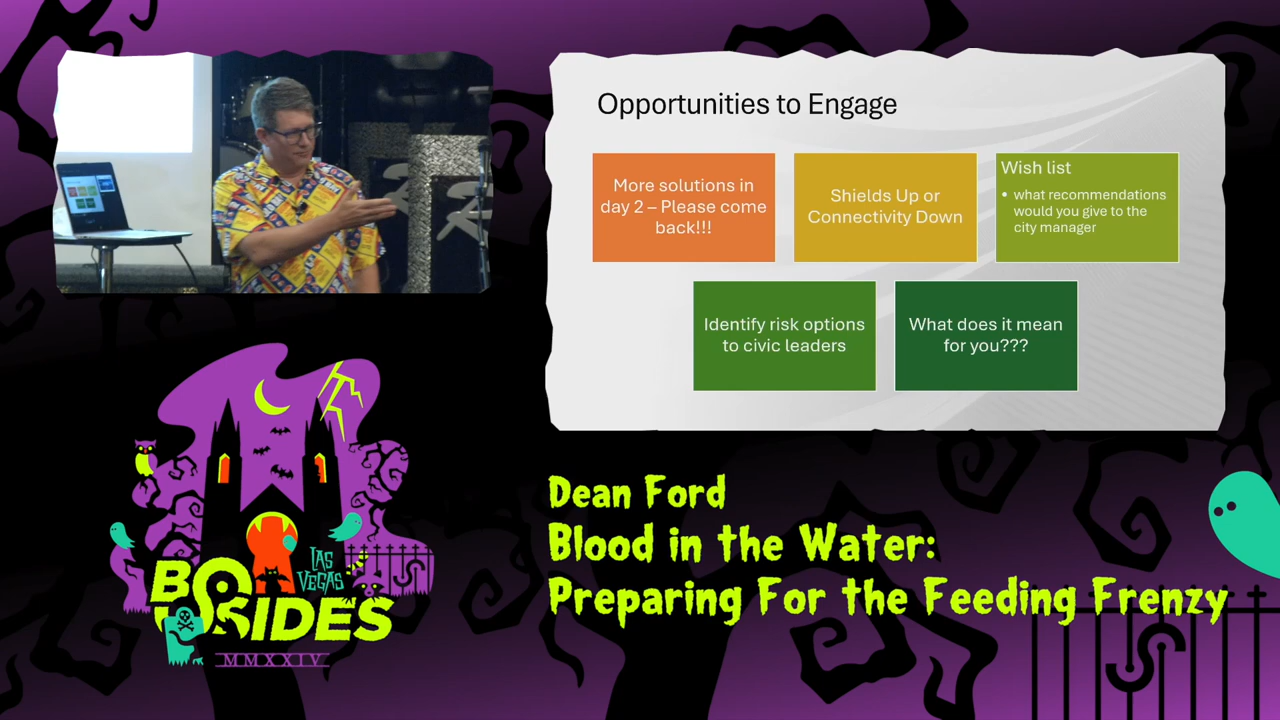 Opportunities to Engage
More solutions in
day 2 – Please come
back!!!
Shields Up or
Connectivity Down
Wish list
• what recommendations
would you give to the
city manager
Identify risk options
to civic leaders
What does it mean
for you???
Dean Ford
Blood in the Water:
Preparing For the Feeding Frenzy
LAS
VEGAS
BSIDES
MMXXIV